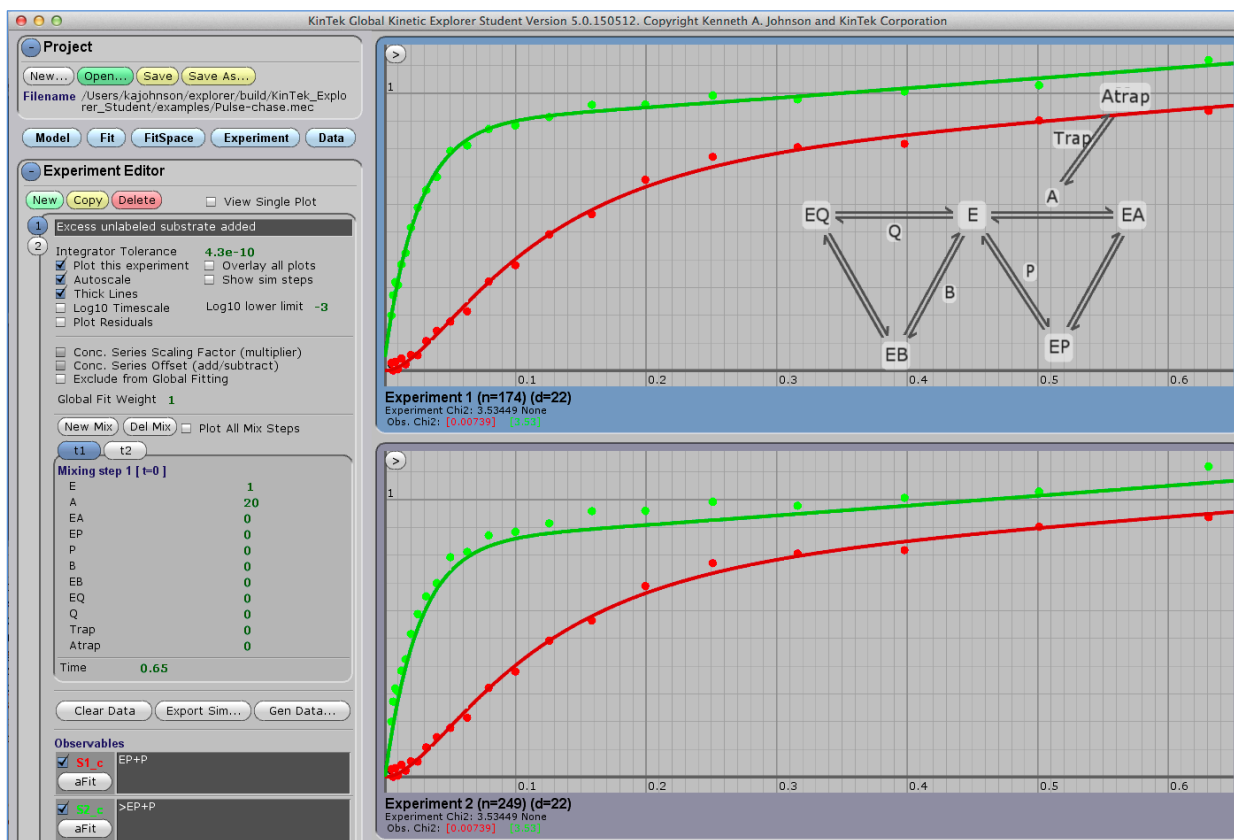 KinTek Global Kinetic Explorer Student Version 5.0.150512. Copyright Kenneth A. Johnson and KinTek Corporation
- Project
New... Open... Save Save As...
Filename /Users/kajohnson/explorer/build/KinTek_Explo
rer_Student/examples/Pulse-chase.mec
Model Fit FitSpace Experiment Data
- Experiment Editor
New Copy Delete View Single Plot
1 Excess unlabeled substrate added
2
Integrator Tolerance 4.3e-10
Plot this experiment Overlay all plots
Autoscale Show sim steps
Thick Lines
Log10 Timescale Log10 lower limit -3
Plot Residuals
Conc. Series Scaling Factor (multiplier)
Conc. Series Offset (add/subtract)
Exclude from Global Fitting
Global Fit Weight 1
New Mix Del Mix Plot All Mix Steps
t1 t2
Mixing step 1 [ t=0 ]
E 1
A 20
EA 0
EP 0
P 0
B 0
EB 0
EQ 0
Q 0
Trap 0
Atrap 0
Time 0.65
Clear Data Export Sim... Gen Data...
Observables
S1_c EP+P
aFit
>EP+P
aFit
>
1
Atrap
Trap
A
EQ E EA
Q
P
B
EB EP
0.1 0.2 0.3 0.4 0.5 0.6
Experiment 1 (n=174) (d=22)
Experiment Chi2: 3.53449 None
Obs. Chi2: [0.00739]
>
1
0.1 0.2 0.3 0.4 0.5 0.6
Experiment 2 (n=249) (d=22)
Experiment Chi2: 3.53449 None
Obs. Chi2: [0.00739]